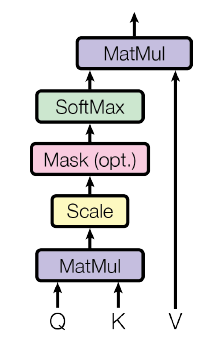 MatMul
SoftMax
Mask (opt.)
Scale
MatMul
Q K V